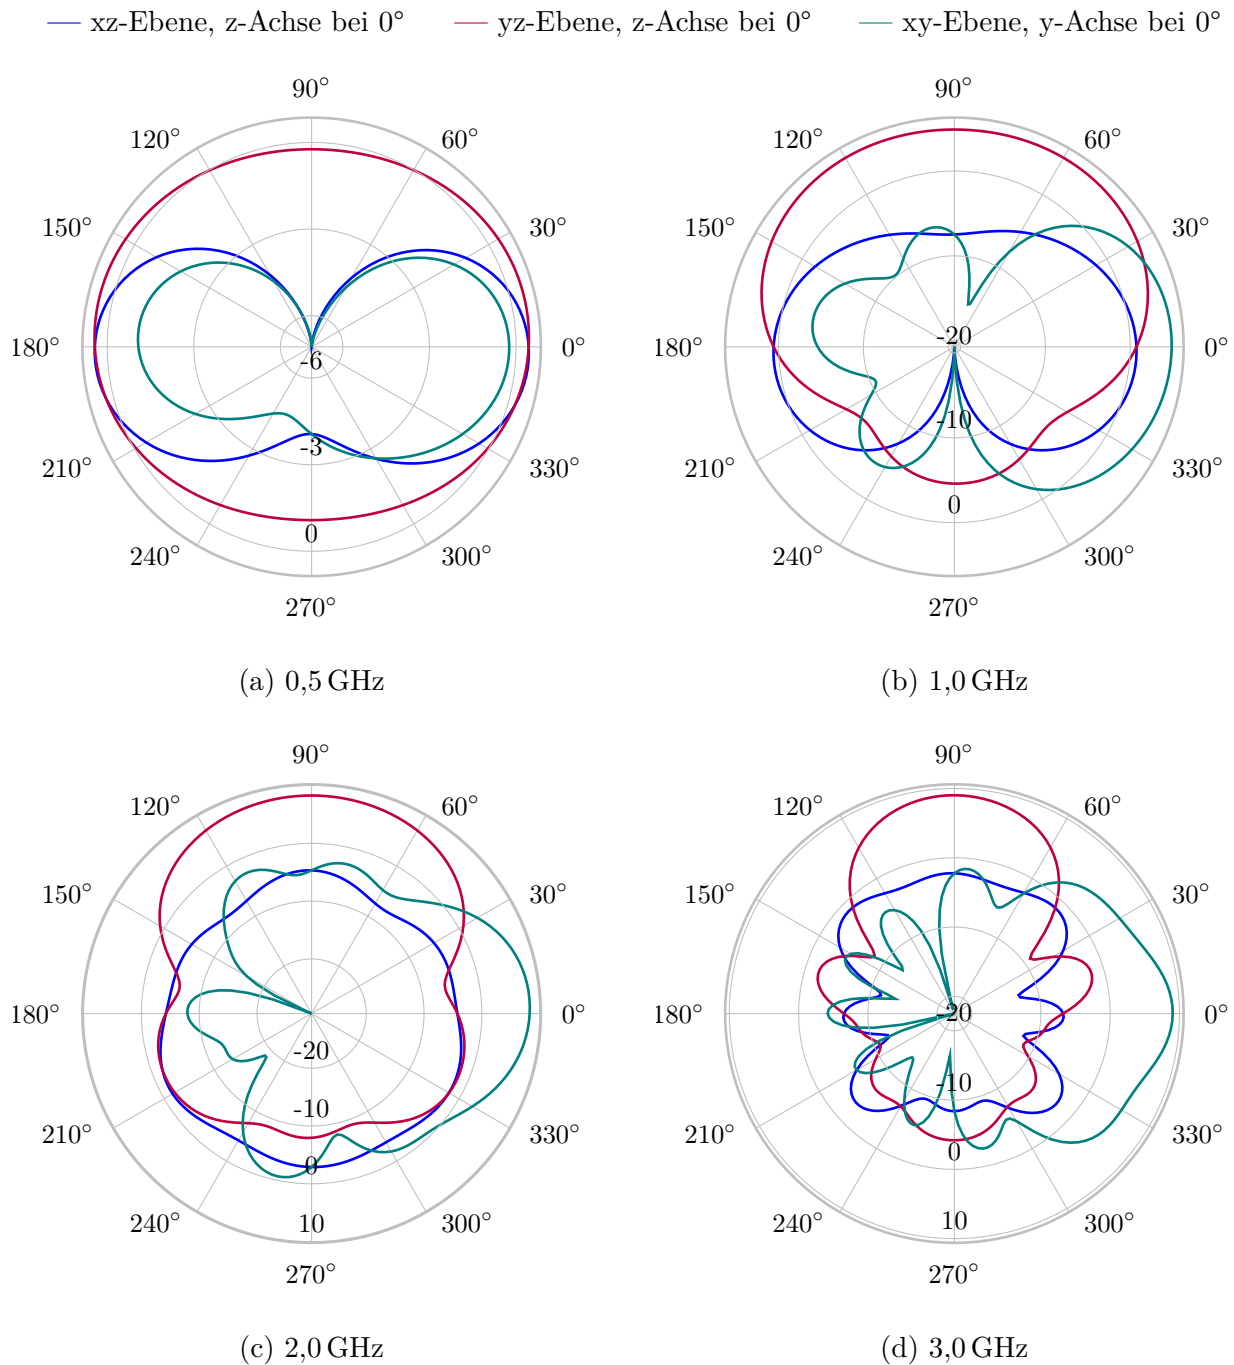 xz-Ebene, z-Achse bei 0° yz-Ebene, z-Achse bei 0° xy-Ebene, y-Achse bei 0°
90° 90°
120° 60° 120° 60°
150° 30° 150° 30°
180° 0° 180° 0°
-6 -20
-3 -10
0 0
210° 330° 210° 330°
240° 300° 240° 300°
270° 270°
(a) 0,5 GHz (b) 1,0 GHz
90° 90°
120° 60° 120° 60°
150° 30° 150° 30°
180° 0° 180° 0°
-20 -20
-10 -10
0 0
10 10
210° 330° 210° 330°
240° 300° 240° 300°
270° 270°
(c) 2,0 GHz (d) 3,0 GHz